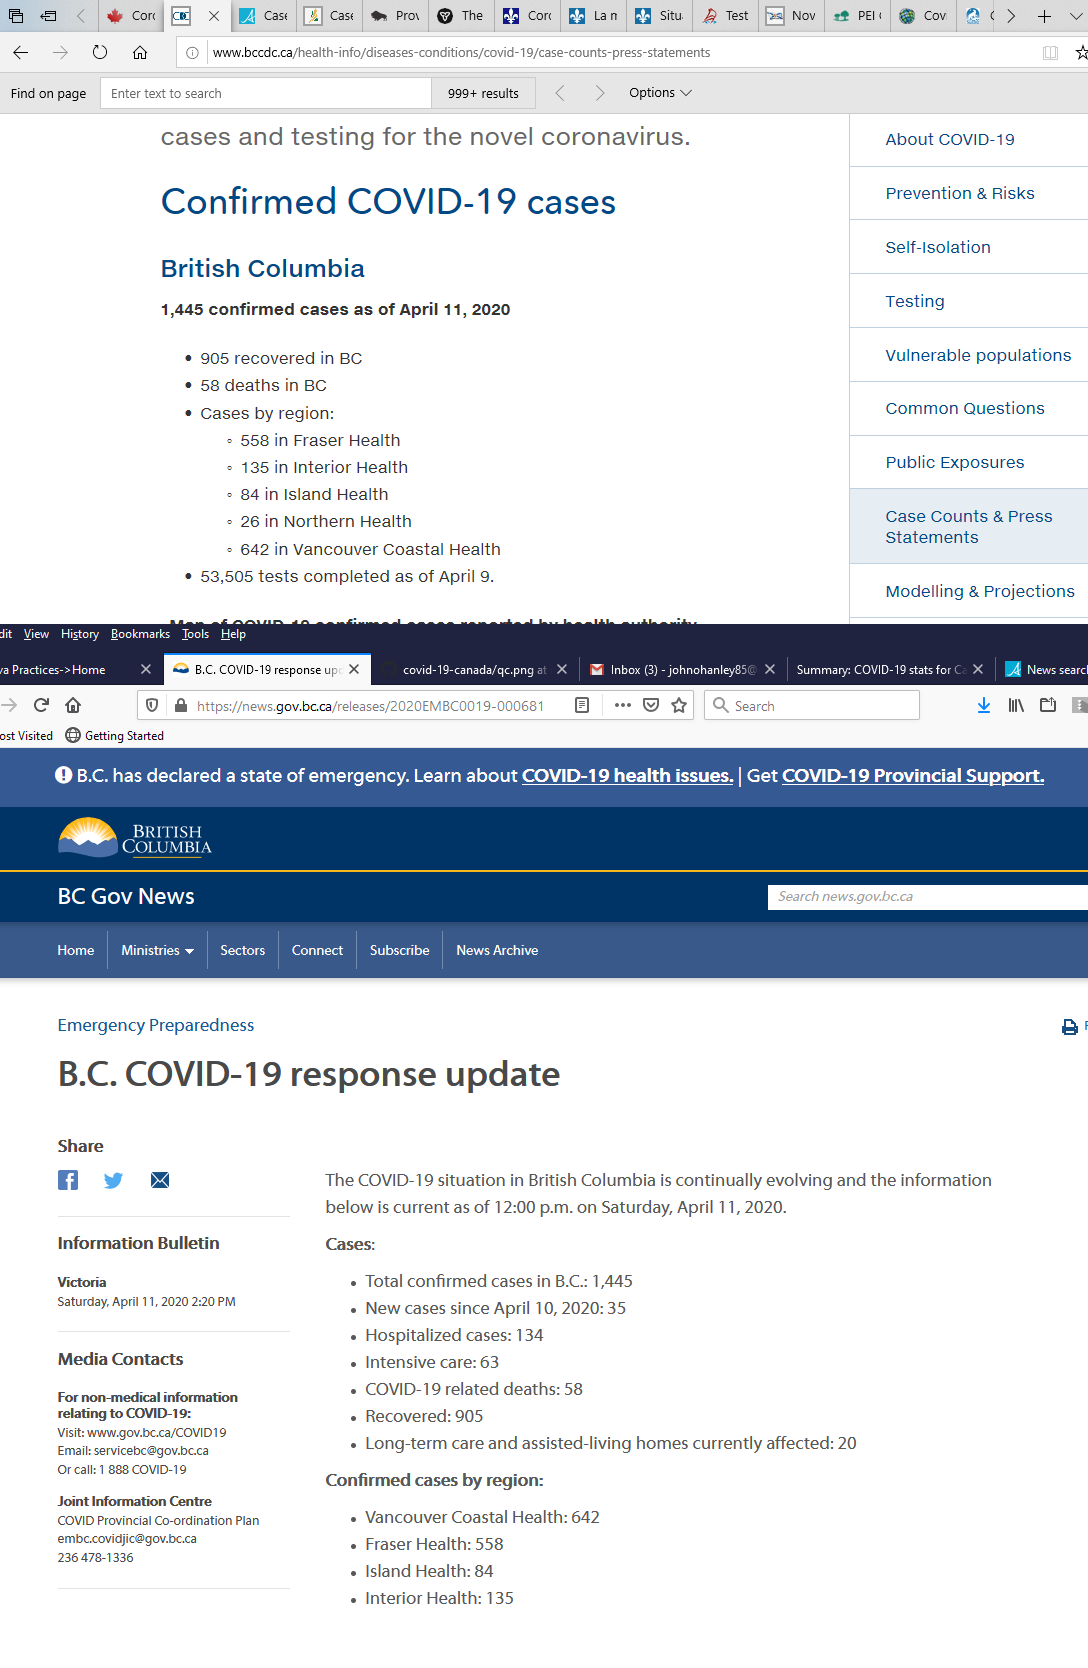 Cord
Case
Case
Prov
The
Cord
La m
Situ
Test
Nov
PEI
Cov
www.bccdc.ca/health-info/diseases-conditions/covid-19/case-counts-press-statements
Find on page
Enter text to search
999+ results
Options
cases and testing for the novel coronavirus.
Confirmed COVID-19 cases
British Columbia
1,445 confirmed cases as of April 11, 2020
• 905 recovered in BC
• 58 deaths in BC
• Cases by region:
◦ 558 in Fraser Health
◦ 135 in Interior Health
◦ 84 in Island Health
◦ 26 in Northern Health
◦ 642 in Vancouver Coastal Health
• 53,505 tests completed as of April 9.
Map of COVID-19 confirmed cases reported by health authority
About COVID-19
Prevention & Risks
Self-Isolation
Testing
Vulnerable populations
Common Questions
Public Exposures
Case Counts & Press
Statements
Modelling & Projections
dit View History Bookmarks Tools Help
va Practices->Home
B.C. COVID-19 response upd
covid-19-canada/qc.png at
Inbox (3) - johnohanley85@
Summary: COVID-19 stats for Ca
News searc
https://news.gov.bc.ca/releases/2020EMBC0019-000681
Search
ost Visited
Getting Started
B.C. has declared a state of emergency. Learn about COVID-19 health issues. | Get COVID-19 Provincial Support.
BRITISH
COLUMBIA
BC Gov News
Search news.gov.bc.ca
Home
Ministries
Sectors
Connect
Subscribe
News Archive
Emergency Preparedness
B.C. COVID-19 response update
Share
Information Bulletin
Victoria
Saturday, April 11, 2020 2:20 PM
Media Contacts
For non-medical information
relating to COVID-19:
Visit: www.gov.bc.ca/COVID19
Email: servicebc@gov.bc.ca
Or call: 1 888 COVID-19
Joint Information Centre
COVID Provincial Co-ordination Plan
embc.covidjic@gov.bc.ca
236 478-1336
The COVID-19 situation in British Columbia is continually evolving and the information
below is current as of 12:00 p.m. on Saturday, April 11, 2020.
Cases:
• Total confirmed cases in B.C.: 1,445
• New cases since April 10, 2020: 35
• Hospitalized cases: 134
• Intensive care: 63
• COVID-19 related deaths: 58
• Recovered: 905
• Long-term care and assisted-living homes currently affected: 20
Confirmed cases by region:
• Vancouver Coastal Health: 642
• Fraser Health: 558
• Island Health: 84
• Interior Health: 135